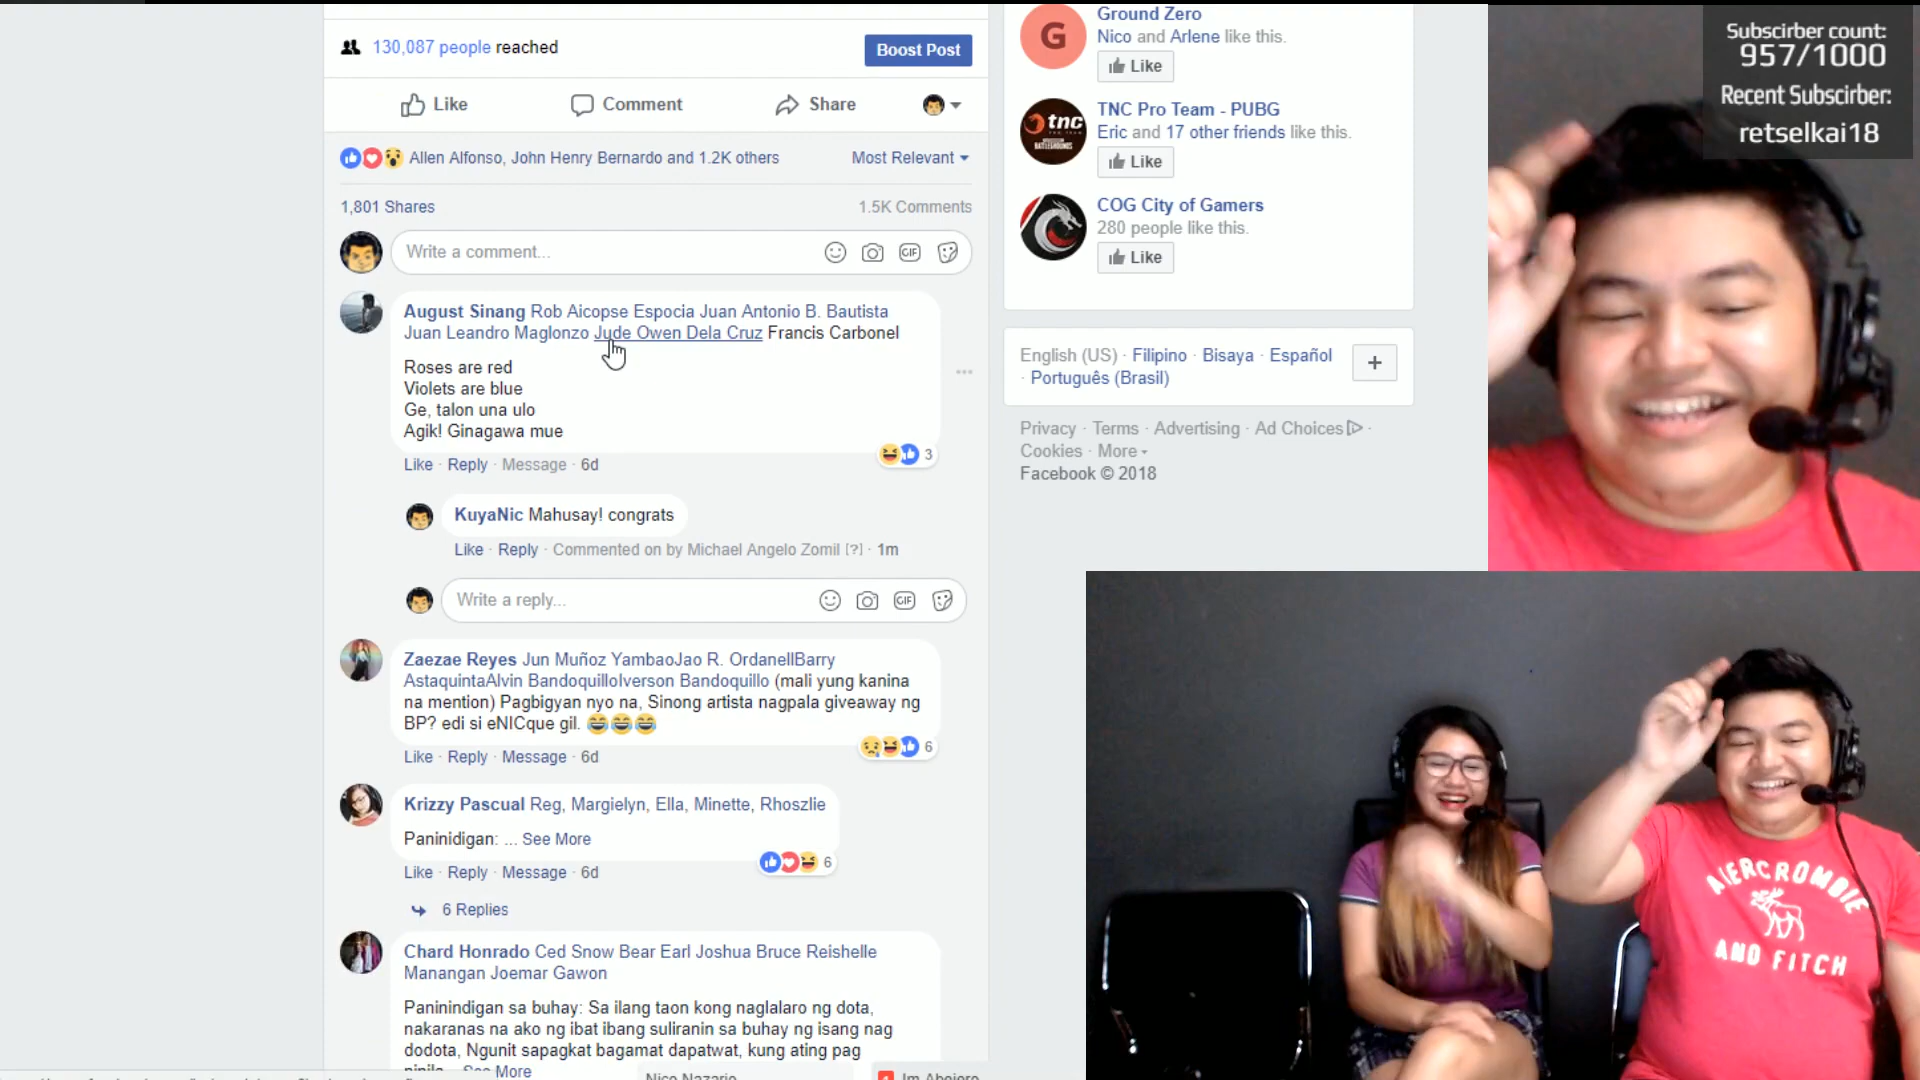 130,087 people reached
Boost Post
Like
Comment
Share
Allen Alfonso, John Henry Bernardo and 1.2K others
Most Relevant
1,801 Shares
1.5K Comments
Write a comment...
GIF
August Sinang Rob Aicopse Espocia Juan Antonio B. Bautista
Juan Leandro Maglonzo Jude Owen Dela Cruz Francis Carbonel
Roses are red
Violets are blue
Ge, talon una ulo
Agik! Ginagawa mue
3
Like · Reply · Message · 6d
KuyaNic Mahusay! congrats
Like · Reply · Commented on by Michael Angelo Zomil [?] · 1m
Write a reply...
GIF
Zaezae Reyes Jun Muñoz YambaoJao R. OrdanellBarry
AstaquintaAlvin BandoquilloIverson Bandoquillo (mali yung kanina
na mention) Pagbigyan nyo na, Sinong artista nagpala giveaway ng
BP? edi si eNICque gil. 😂😂😂
6
Like · Reply · Message · 6d
Krizzy Pascual Reg, Margielyn, Ella, Minette, Rhoszlie
Paninidigan: ... See More
6
Like · Reply · Message · 6d
6 Replies
Chard Honrado Ced Snow Bear Earl Joshua Bruce Reishelle
Manangan Joemar Gawon
Paninindigan sa buhay: Sa ilang taon kong naglalaro ng dota,
nakaranas na ako ng ibat ibang suliranin sa buhay ng isang nag
dodota, Ngunit sapagkat bagamat dapatwat, kung ating pag
See More
G
Ground Zero
Nico and Arlene like this.
Like
tnc
TNC Pro Team - PUBG
Eric and 17 other friends like this.
Like
COG City of Gamers
280 people like this.
Like
English (US) · Filipino · Bisaya · Español
· Português (Brasil)
+
Privacy · Terms · Advertising · Ad Choices ·
Cookies · More
Facebook © 2018
Subscirber count:
957/1000
Recent Subscirber:
retselkai18
AIERCROMBIE
AND FITCH